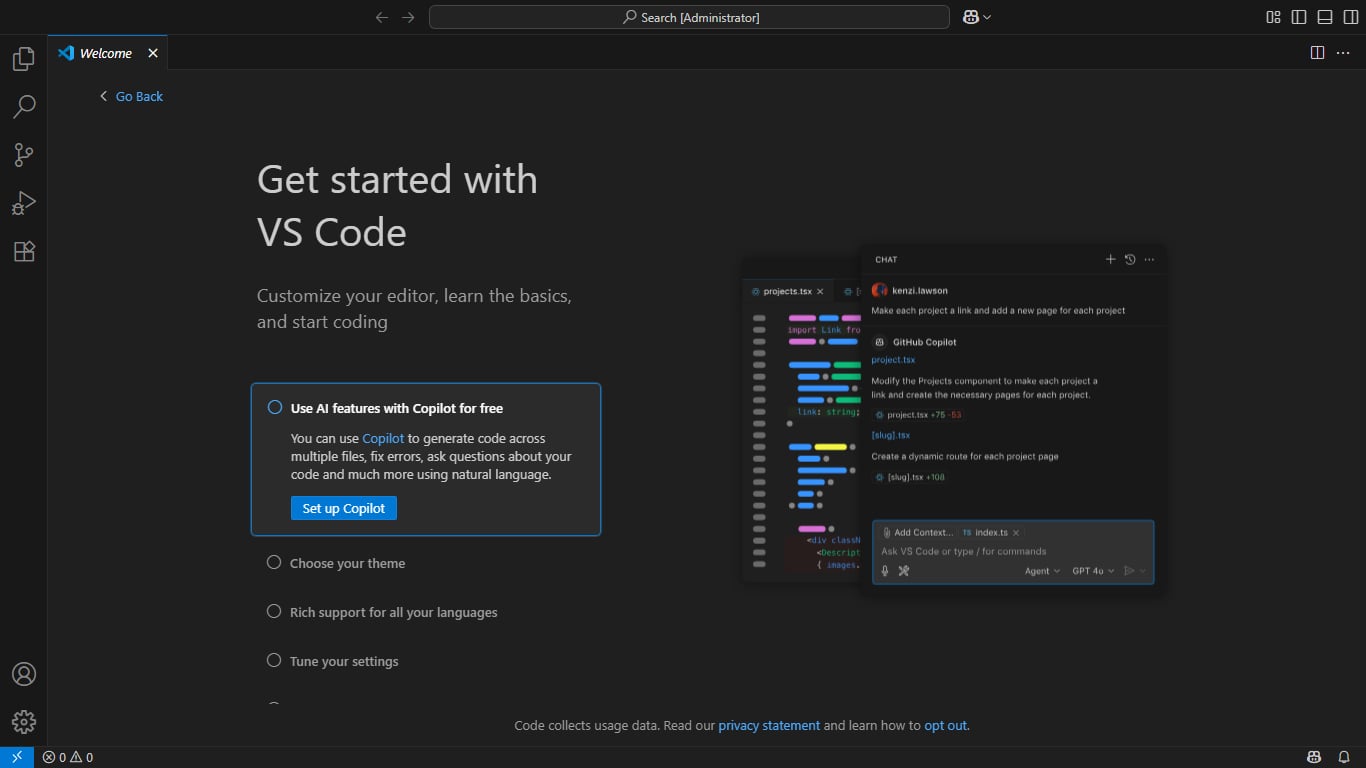 Search [Administrator]
Welcome
Go Back
Get started with
VS Code
Customize your editor, learn the basics,
and start coding
Use AI features with Copilot for free
You can use Copilot to generate code across
multiple files, fix errors, ask questions about your
code and much more using natural language.
Set up Copilot
Choose your theme
Rich support for all your languages
Tune your settings
projects.tsx
import Link fro
link: string;
<div classN
<Descript
{ images.
CHAT
kenzi.lawson
Make each project a link and add a new page for each project
GitHub Copilot
project.tsx
Modify the Projects component to make each project a
link and create the necessary pages for each project.
project.tsx +75 -53
[slug].tsx
Create a dynamic route for each project page
[slug].tsx +108
Add Context... TS index.ts
Ask VS Code or type / for commands
Agent GPT 4o
Code collects usage data. Read our privacy statement and learn how to opt out.
0 0